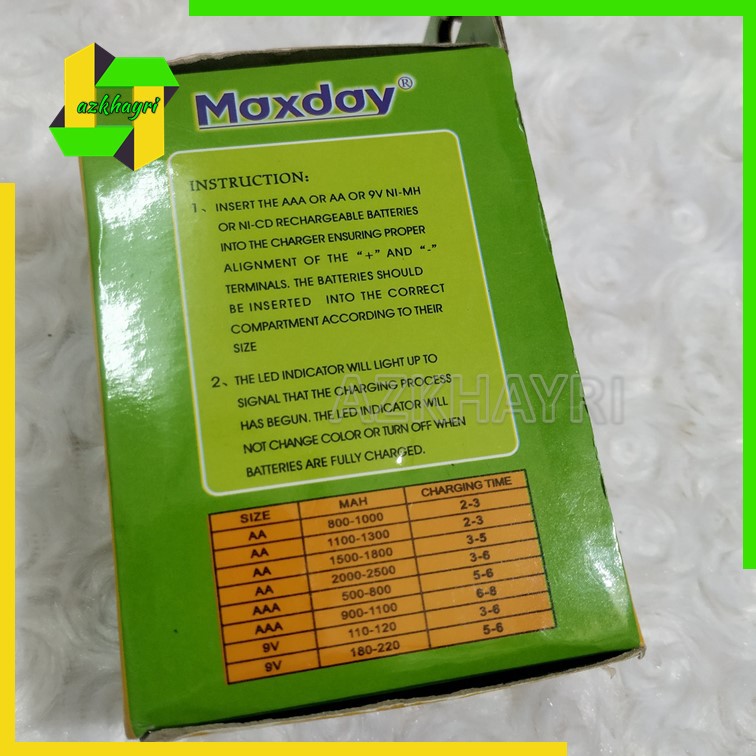 azkhayri
Maxday®
INSTRUCTION:
1、INSERT THE AAA OR AA OR 9V NI-MH
OR NI-CD RECHARGEABLE BATTERIES
INTO THE CHARGER ENSURING PROPER
ALIGNMENT OF THE “+” AND “-”
TERMINALS. THE BATTERIES SHOULD
BE INSERTED INTO THE CORRECT
COMPARTMENT ACCORDING TO THEIR
SIZE
2、THE LED INDICATOR WILL LIGHT UP TO
SIGNAL THAT THE CHARGING PROCESS
HAS BEGUN. THE LED INDICATOR WILL
NOT CHANGE COLOR OR TURN OFF WHEN
BATTERIES ARE FULLY CHARGED.
AZKHAYRI
SIZE MAH CHARGING TIME
AA 800-1000 2-3
AA 1100-1300 2-3
AA 1500-1800 3-5
AA 2000-2500 3-6
AAA 500-800 5-6
AAA 900-1100 6-8
9V 110-120 3-6
9V 180-220 5-6